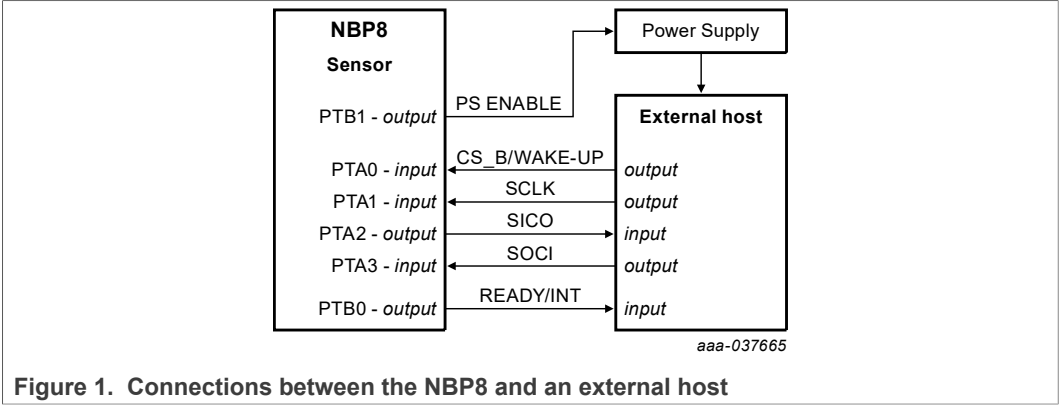 NBP8
Sensor
Power Supply
PTB1 - output
PS ENABLE
External host
PTA0 - input
CS_B/WAKE-UP
output
PTA1 - input
SCLK
output
PTA2 - output
SICO
input
PTA3 - input
SOCI
output
PTB0 - output
READY/INT
input
aaa-037665
Figure 1. Connections between the NBP8 and an external host